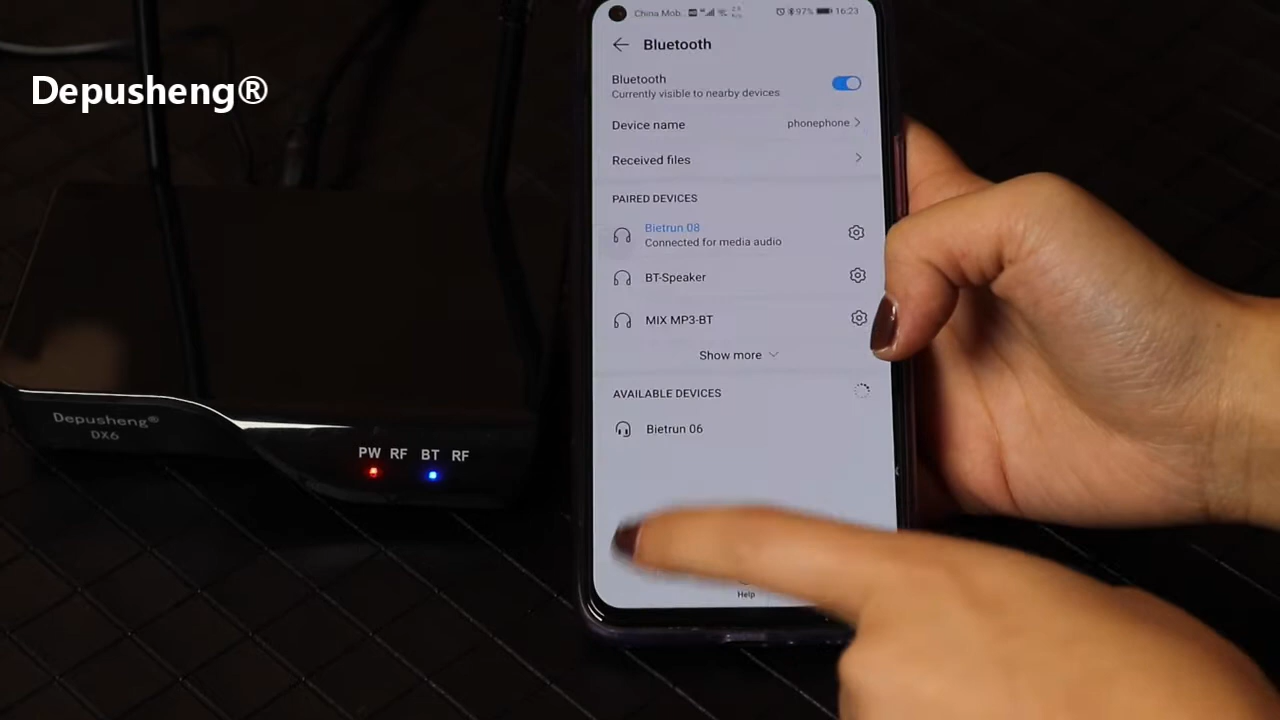 Depusheng®
China Mob.. 97% 16:23
Bluetooth
Bluetooth
Currently visible to nearby devices
Device name phonephone
Received files
PAIRED DEVICES
Bietrun 08
Connected for media audio
BT-Speaker
MIX MP3-BT
Show more
AVAILABLE DEVICES
Bietrun 06
Help
Depusheng®
DX6
PW RF BT RF